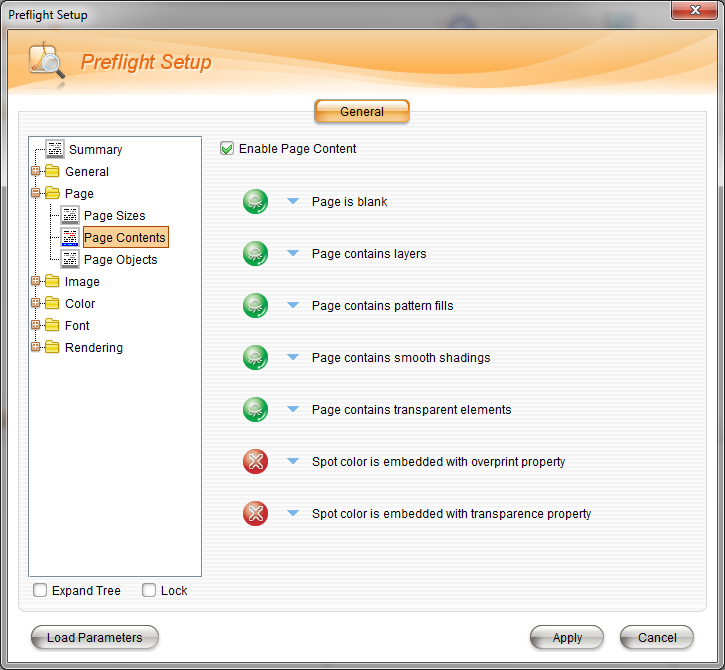 Preflight Setup
Preflight Setup
General
Summary
General
Page
Page Sizes
Page Contents
Page Objects
Image
Color
Font
Rendering
Enable Page Content
Page is blank
Page contains layers
Page contains pattern fills
Page contains smooth shadings
Page contains transparent elements
Spot color is embedded with overprint property
Spot color is embedded with transparence property
Expand Tree Lock
Load Parameters Apply Cancel